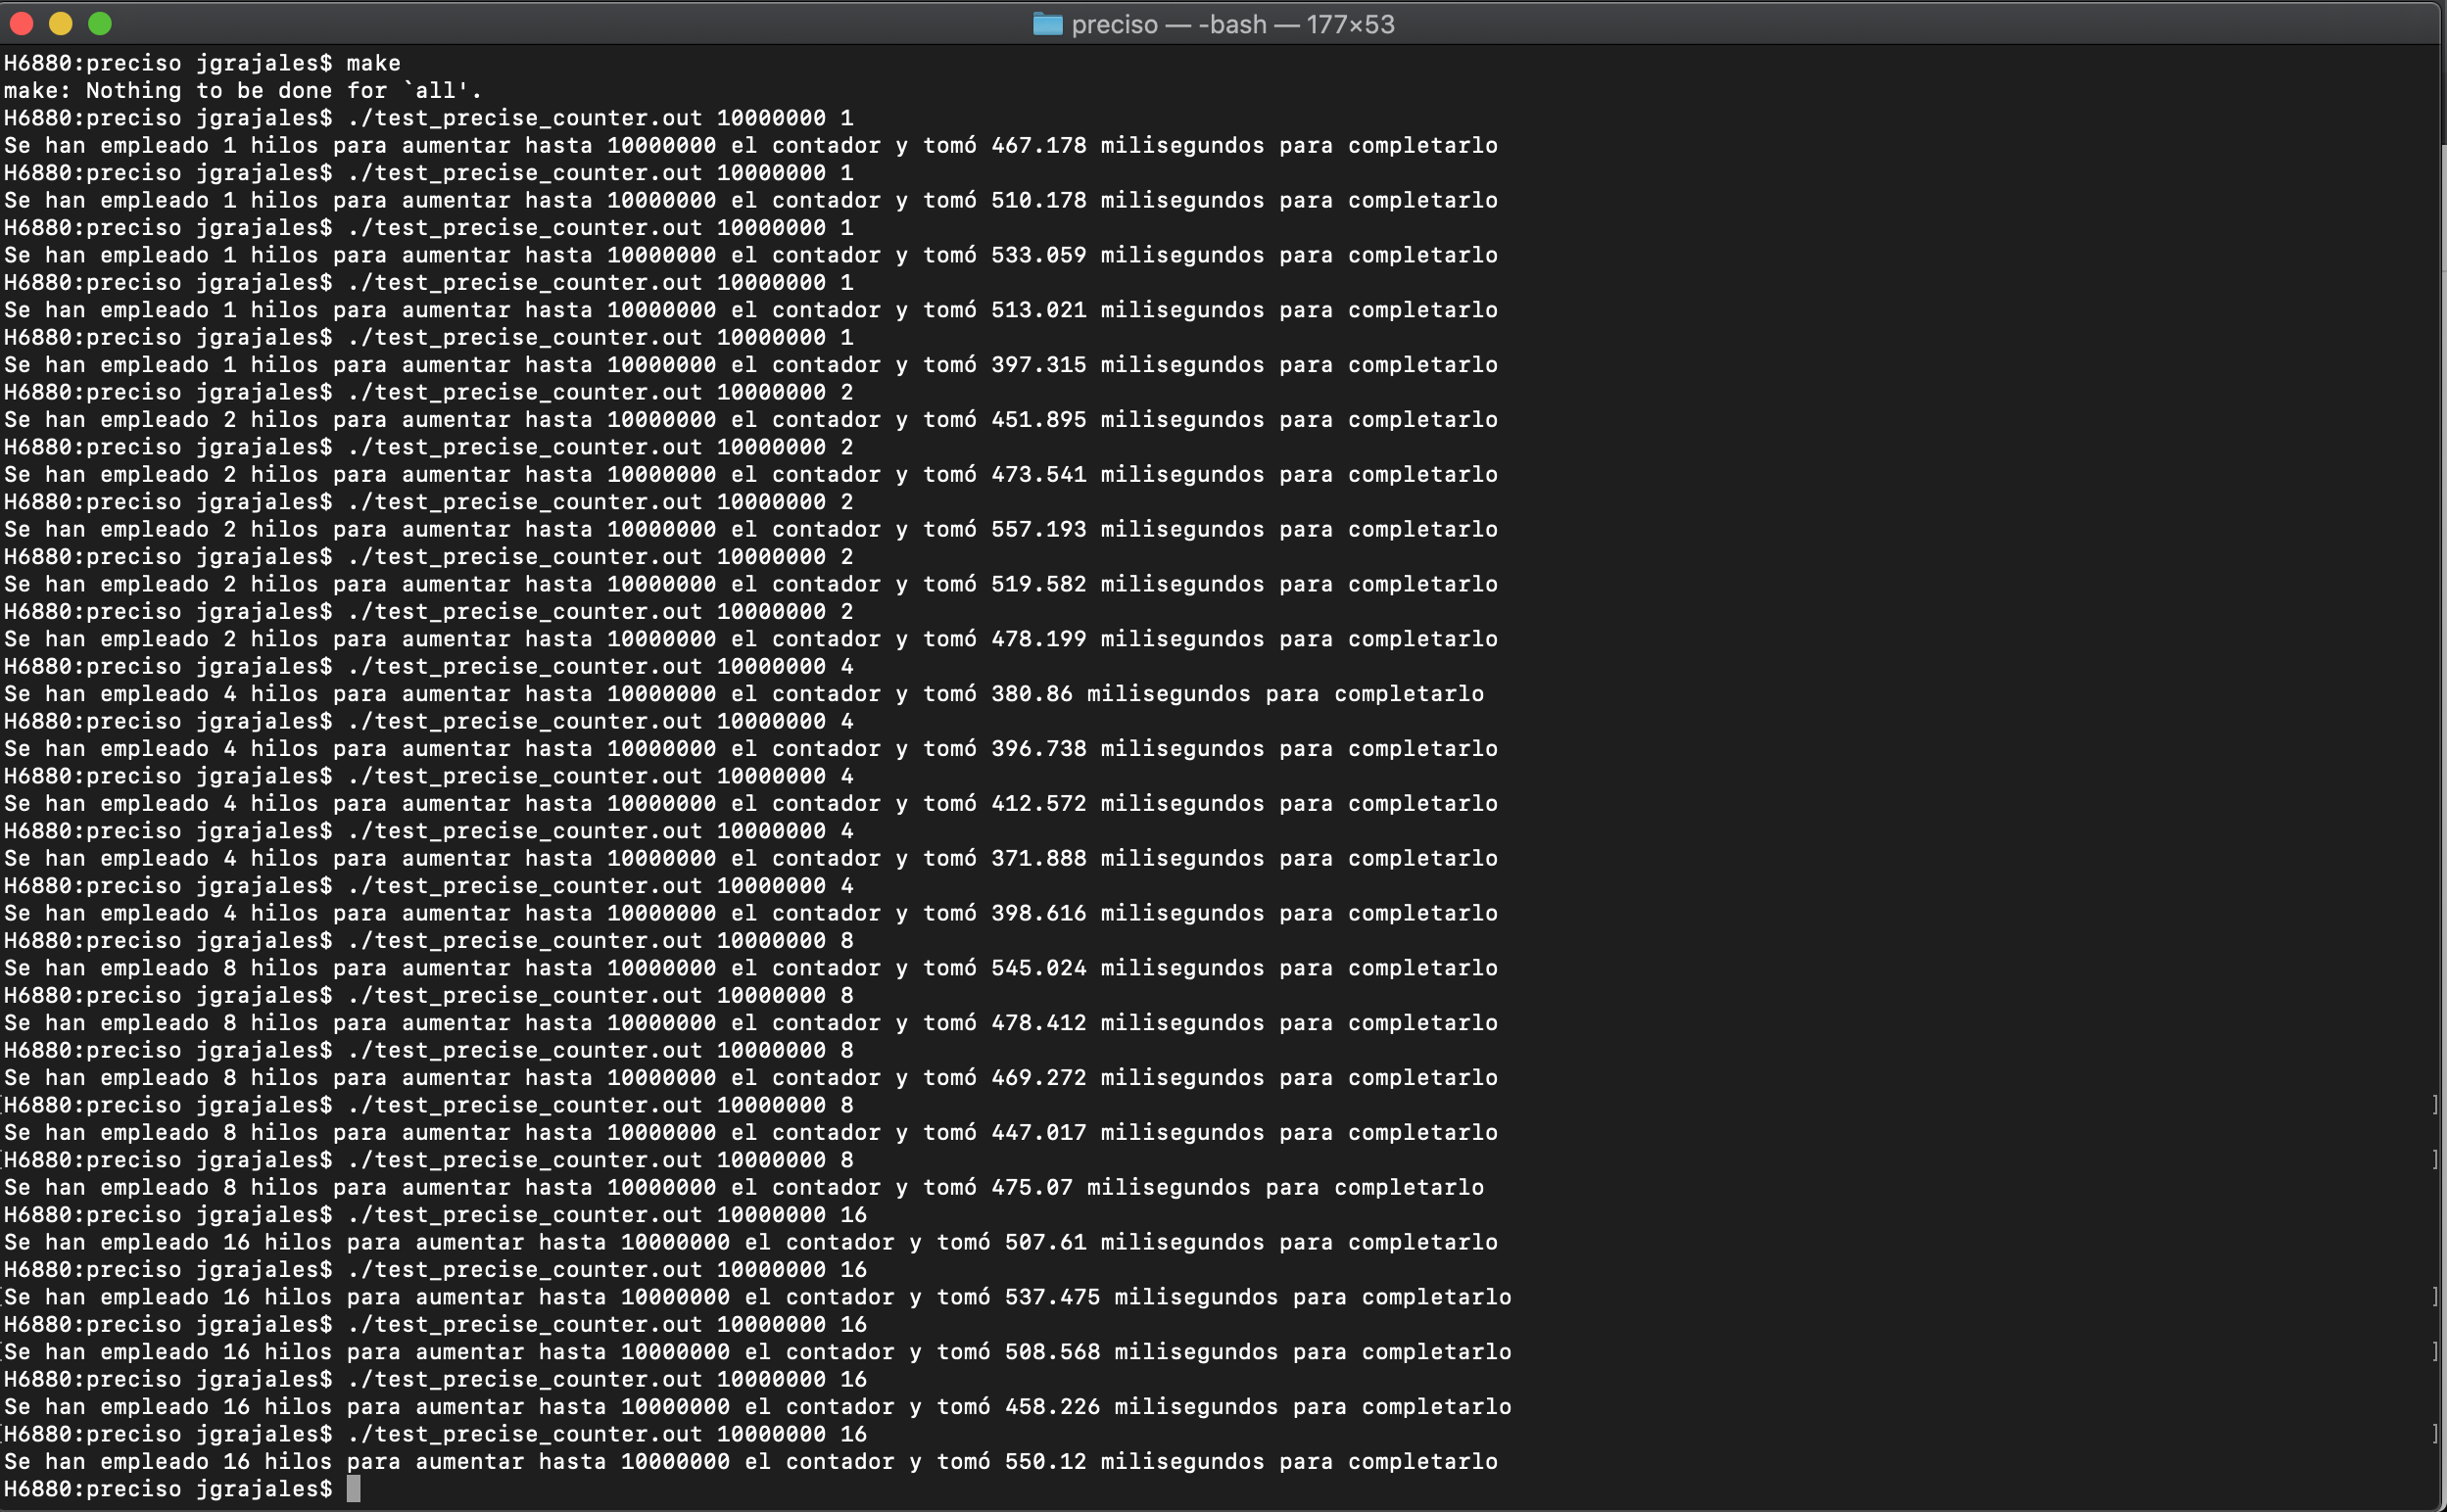 preciso — -bash — 177×53
H6880:preciso jgrajales$ make
make: Nothing to be done for `all'.
H6880:preciso jgrajales$ ./test_precise_counter.out 10000000 1
Se han empleado 1 hilos para aumentar hasta 10000000 el contador y tomó 467.178 milisegundos para completarlo
H6880:preciso jgrajales$ ./test_precise_counter.out 10000000 1
Se han empleado 1 hilos para aumentar hasta 10000000 el contador y tomó 510.178 milisegundos para completarlo
H6880:preciso jgrajales$ ./test_precise_counter.out 10000000 1
Se han empleado 1 hilos para aumentar hasta 10000000 el contador y tomó 533.059 milisegundos para completarlo
H6880:preciso jgrajales$ ./test_precise_counter.out 10000000 1
Se han empleado 1 hilos para aumentar hasta 10000000 el contador y tomó 513.021 milisegundos para completarlo
H6880:preciso jgrajales$ ./test_precise_counter.out 10000000 1
Se han empleado 1 hilos para aumentar hasta 10000000 el contador y tomó 397.315 milisegundos para completarlo
H6880:preciso jgrajales$ ./test_precise_counter.out 10000000 2
Se han empleado 2 hilos para aumentar hasta 10000000 el contador y tomó 451.895 milisegundos para completarlo
H6880:preciso jgrajales$ ./test_precise_counter.out 10000000 2
Se han empleado 2 hilos para aumentar hasta 10000000 el contador y tomó 473.541 milisegundos para completarlo
H6880:preciso jgrajales$ ./test_precise_counter.out 10000000 2
Se han empleado 2 hilos para aumentar hasta 10000000 el contador y tomó 557.193 milisegundos para completarlo
H6880:preciso jgrajales$ ./test_precise_counter.out 10000000 2
Se han empleado 2 hilos para aumentar hasta 10000000 el contador y tomó 519.582 milisegundos para completarlo
H6880:preciso jgrajales$ ./test_precise_counter.out 10000000 2
Se han empleado 2 hilos para aumentar hasta 10000000 el contador y tomó 478.199 milisegundos para completarlo
H6880:preciso jgrajales$ ./test_precise_counter.out 10000000 4
Se han empleado 4 hilos para aumentar hasta 10000000 el contador y tomó 380.86 milisegundos para completarlo
H6880:preciso jgrajales$ ./test_precise_counter.out 10000000 4
Se han empleado 4 hilos para aumentar hasta 10000000 el contador y tomó 396.738 milisegundos para completarlo
H6880:preciso jgrajales$ ./test_precise_counter.out 10000000 4
Se han empleado 4 hilos para aumentar hasta 10000000 el contador y tomó 412.572 milisegundos para completarlo
H6880:preciso jgrajales$ ./test_precise_counter.out 10000000 4
Se han empleado 4 hilos para aumentar hasta 10000000 el contador y tomó 371.888 milisegundos para completarlo
H6880:preciso jgrajales$ ./test_precise_counter.out 10000000 4
Se han empleado 4 hilos para aumentar hasta 10000000 el contador y tomó 398.616 milisegundos para completarlo
H6880:preciso jgrajales$ ./test_precise_counter.out 10000000 8
Se han empleado 8 hilos para aumentar hasta 10000000 el contador y tomó 545.024 milisegundos para completarlo
H6880:preciso jgrajales$ ./test_precise_counter.out 10000000 8
Se han empleado 8 hilos para aumentar hasta 10000000 el contador y tomó 478.412 milisegundos para completarlo
H6880:preciso jgrajales$ ./test_precise_counter.out 10000000 8
Se han empleado 8 hilos para aumentar hasta 10000000 el contador y tomó 469.272 milisegundos para completarlo
H6880:preciso jgrajales$ ./test_precise_counter.out 10000000 8
Se han empleado 8 hilos para aumentar hasta 10000000 el contador y tomó 447.017 milisegundos para completarlo
H6880:preciso jgrajales$ ./test_precise_counter.out 10000000 8
Se han empleado 8 hilos para aumentar hasta 10000000 el contador y tomó 475.07 milisegundos para completarlo
H6880:preciso jgrajales$ ./test_precise_counter.out 10000000 16
Se han empleado 16 hilos para aumentar hasta 10000000 el contador y tomó 507.61 milisegundos para completarlo
H6880:preciso jgrajales$ ./test_precise_counter.out 10000000 16
Se han empleado 16 hilos para aumentar hasta 10000000 el contador y tomó 537.475 milisegundos para completarlo
H6880:preciso jgrajales$ ./test_precise_counter.out 10000000 16
Se han empleado 16 hilos para aumentar hasta 10000000 el contador y tomó 508.568 milisegundos para completarlo
H6880:preciso jgrajales$ ./test_precise_counter.out 10000000 16
Se han empleado 16 hilos para aumentar hasta 10000000 el contador y tomó 458.226 milisegundos para completarlo
H6880:preciso jgrajales$ ./test_precise_counter.out 10000000 16
Se han empleado 16 hilos para aumentar hasta 10000000 el contador y tomó 550.12 milisegundos para completarlo
H6880:preciso jgrajales$